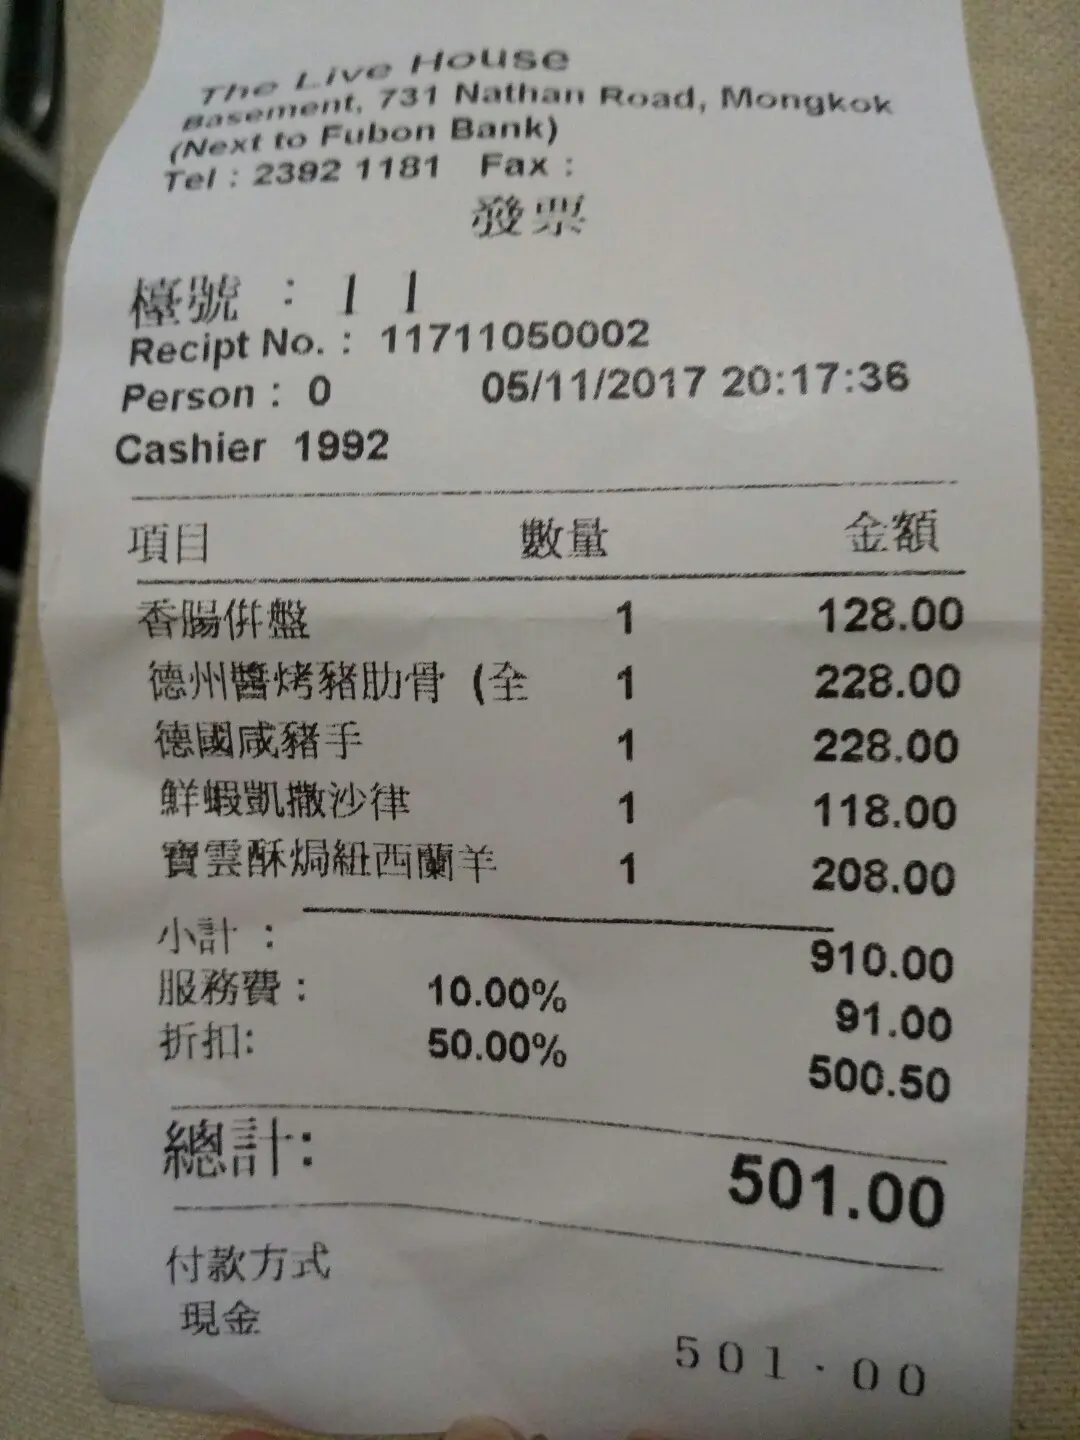 The Live House
Basement, 731 Nathan Road, Mongkok
(Next to Fubon Bank)
Tel : 2392 1181 Fax :
發票
檯號 : 11
Recipt No. : 11711050002
Person : 0 05/11/2017 20:17:36
Cashier 1992
項目 數量 金額
香腸併盤 1 128.00
德州醬烤豬肋骨 (全 1 228.00
德國咸豬手 1 228.00
鮮蝦凱撒沙律 1 118.00
寶雲酥焗紐西蘭羊 1 208.00
小計 : 910.00
服務費 : 10.00% 91.00
折扣: 50.00% 500.50
總計: 501.00
付款方式
現金
501.00